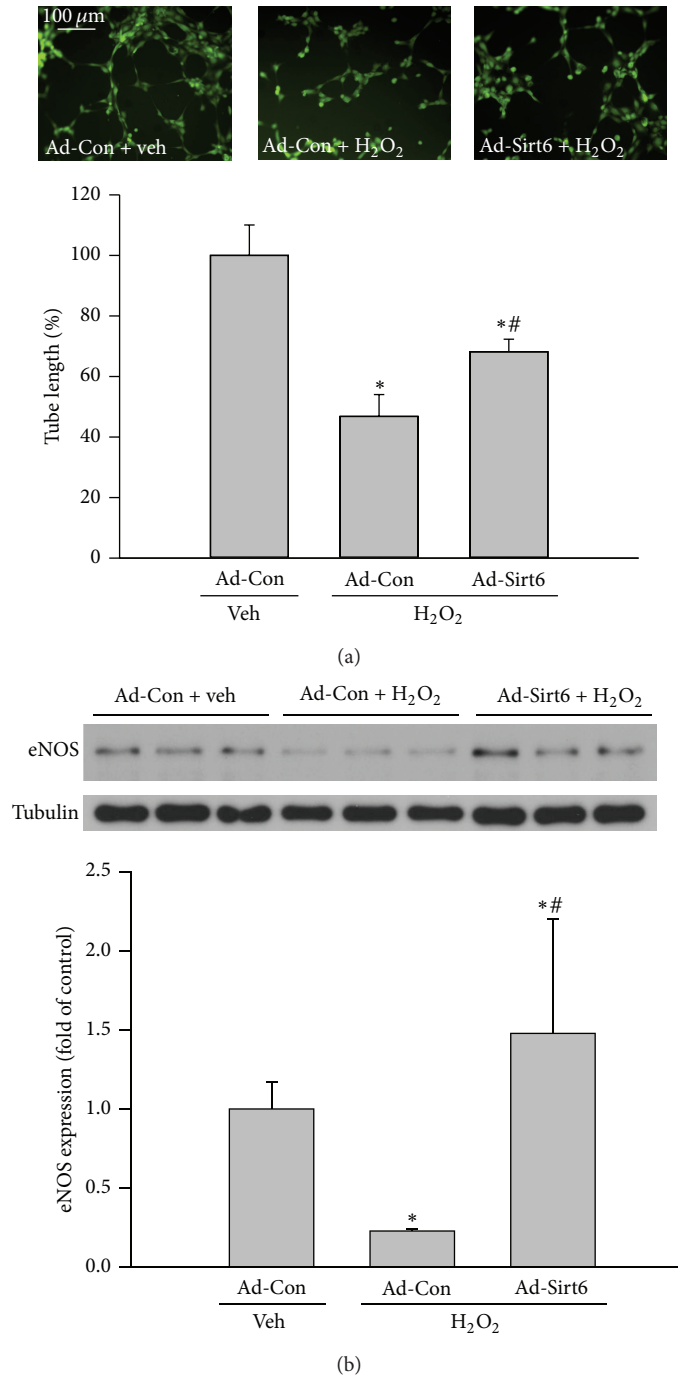 100 µm
Ad-Con + veh
Ad-Con + H₂O₂
Ad-Sirt6 + H₂O₂
120
100
80
60
40
20
0
Tube length (%)
*
*#
Ad-Con Ad-Con Ad-Sirt6
Veh H₂O₂
(a)
Ad-Con + veh Ad-Con + H₂O₂ Ad-Sirt6 + H₂O₂
eNOS
Tubulin
2.5
2.0
1.5
1.0
0.5
0.0
eNOS expression (fold of control)
*
*#
Ad-Con Ad-Con Ad-Sirt6
Veh H₂O₂
(b)